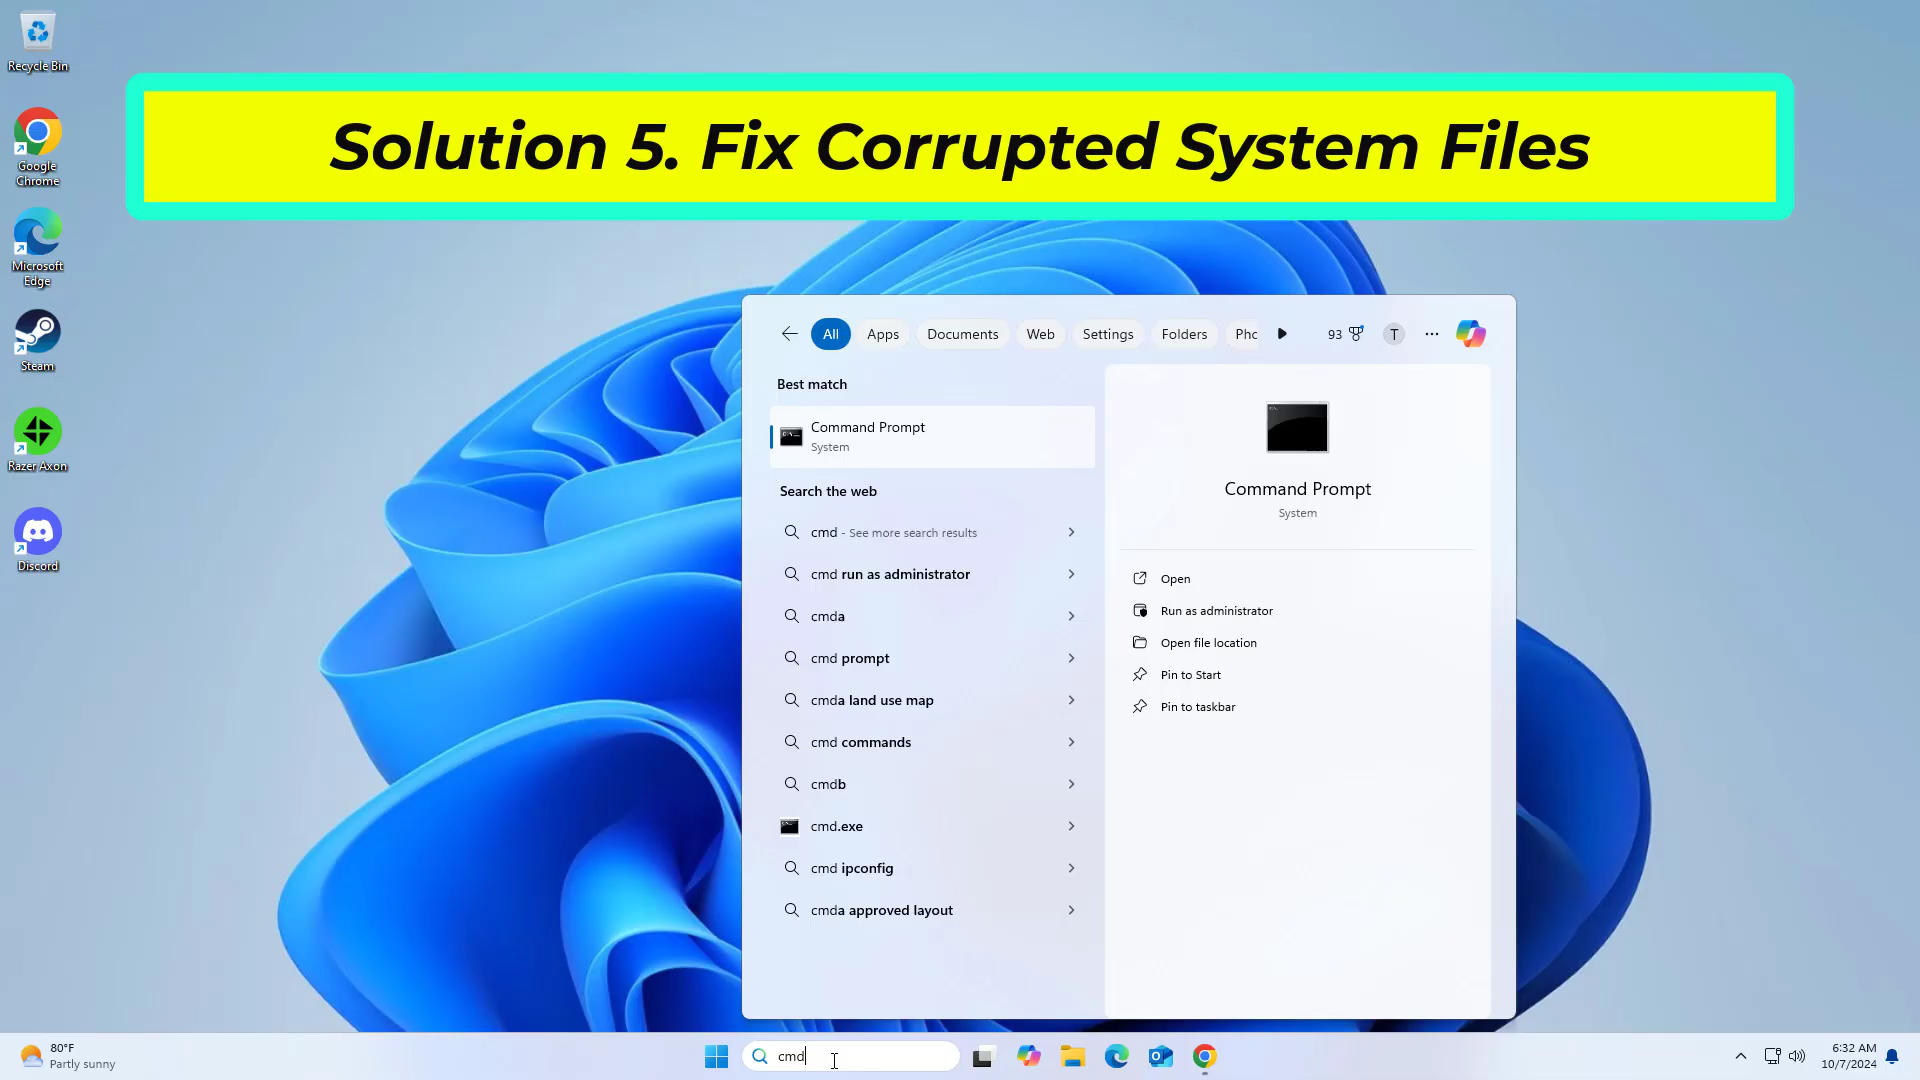 Recycle Bin
Google
Chrome
Microsoft
Edge
Steam
Razer Axon
Discord
Solution 5. Fix Corrupted System Files
All
Apps
Documents
Web
Settings
Folders
Phc
93
T
Best match
Command Prompt
System
Search the web
cmd - See more search results
cmd run as administrator
cmda
cmd prompt
cmda land use map
cmd commands
cmdb
cmd.exe
cmd ipconfig
cmda approved layout
Command Prompt
System
Open
Run as administrator
Open file location
Pin to Start
Pin to taskbar
80°F
Partly sunny
cmd
6:32 AM
10/7/2024